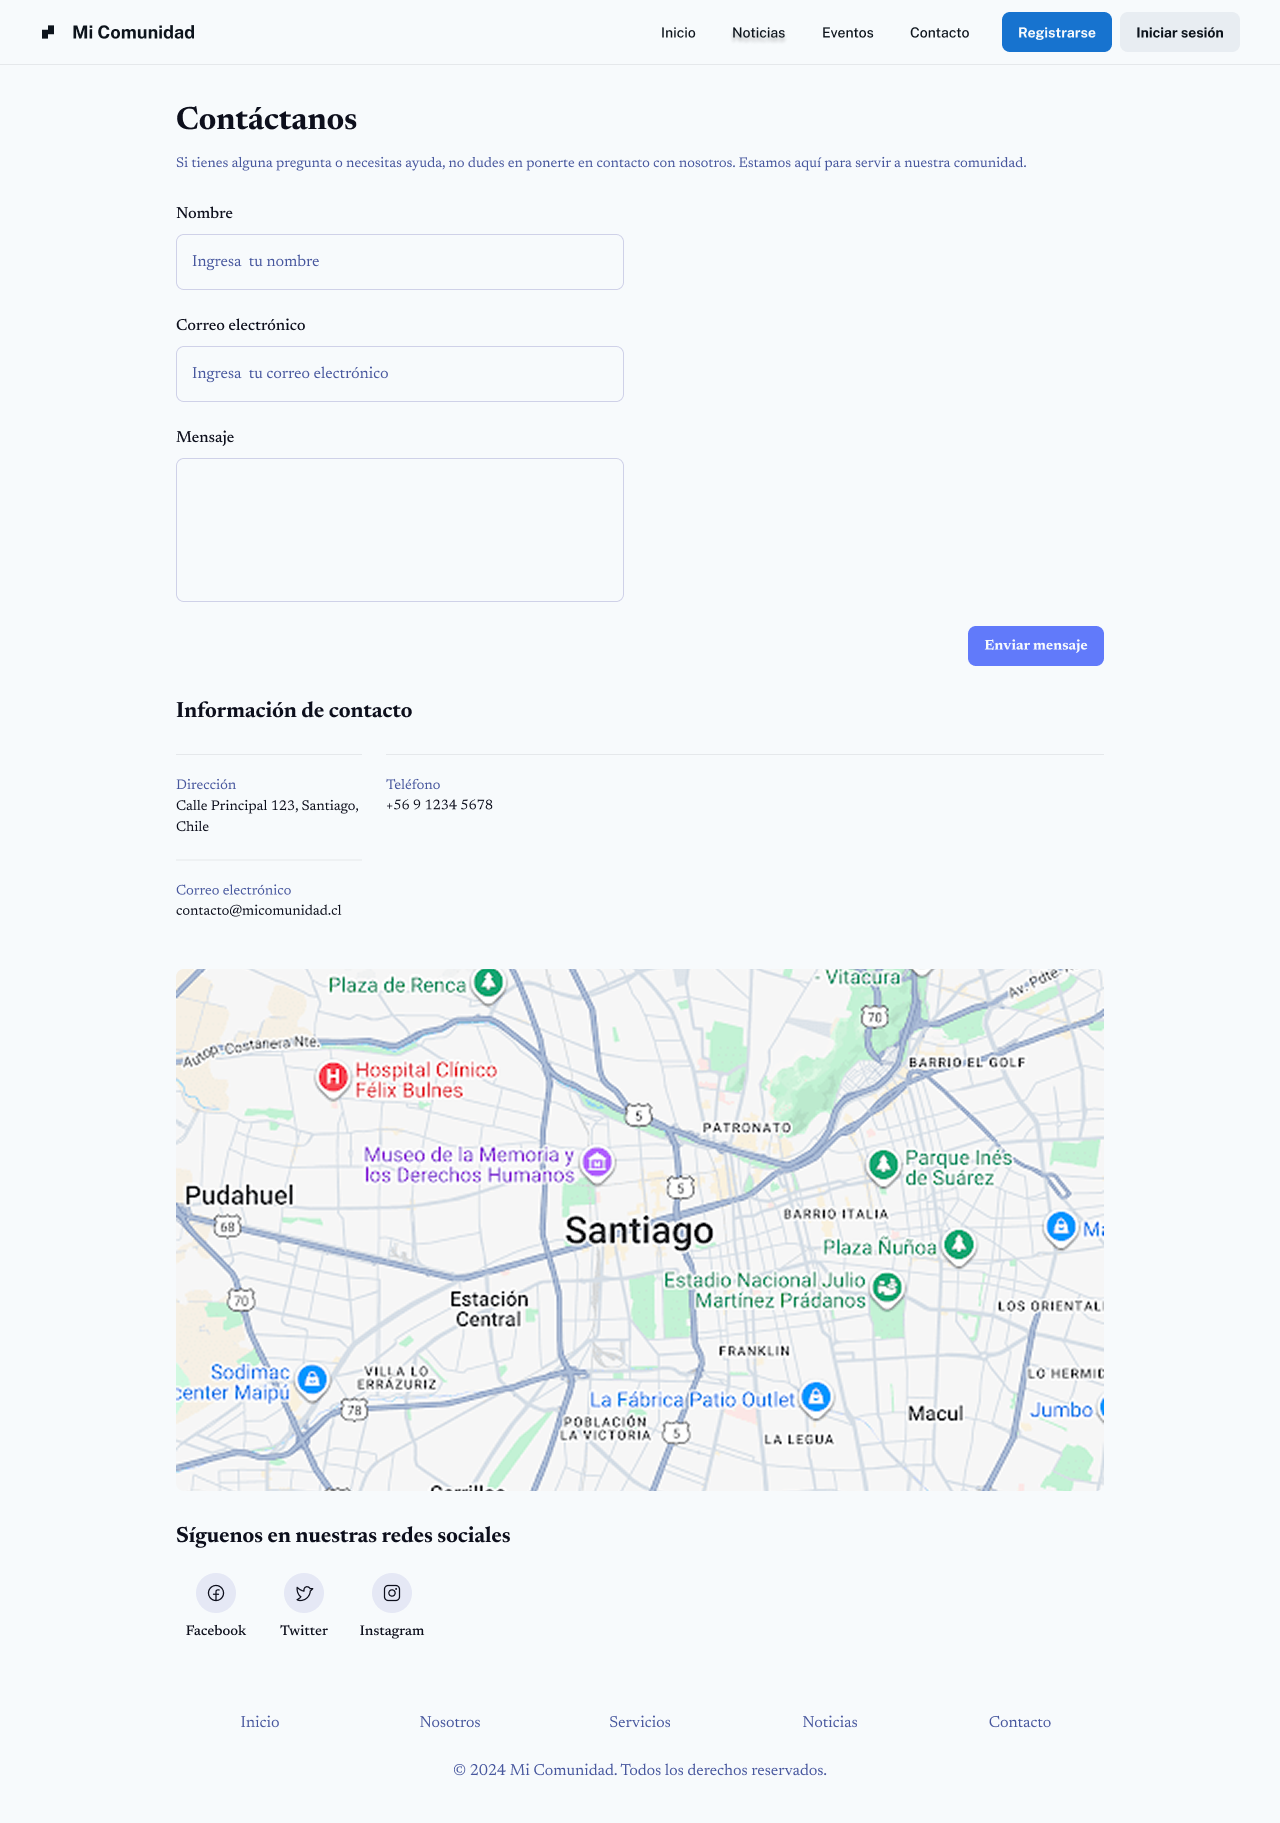 Mi Comunidad
Inicio
Noticias
Eventos
Contacto
Registrarse
Iniciar sesión
Contáctanos
Si tienes alguna pregunta o necesitas ayuda, no dudes en ponerte en contacto con nosotros. Estamos aquí para servir a nuestra comunidad.
Nombre
Ingresa  tu nombre
Correo electrónico
Ingresa  tu correo electrónico
Mensaje
Enviar mensaje
Información de contacto
Dirección
Calle Principal 123, Santiago,
Chile
Teléfono
+56 9 1234 5678
Correo electrónico
contacto@micomunidad.cl
Plaza de Renca
- Vitacura
Av. Pdte
70
Autop. Costanera Nte.
BARRIO EL GOLF
H
Hospital Clínico
Félix Bulnes
5
PATRONATO
Museo de la Memoria y
los Derechos Humanos
Parque Inés
de Suárez
5
Pudahuel
68
BARRIO ITALIA
Santiago
Ma
Plaza Ñuñoa
Estadio Nacional Julio
Martínez Prádanos
70
Estación
Central
LOS ORIENTAL
FRANKLIN
Sodimac
center Maipú
VILLA LO
ERRÁZURIZ
LO HERMID
78
La Fábrica Patio Outlet
Macul
Jumbo
POBLACIÓN
LA VICTORIA
5
LA LEGUA
Síguenos en nuestras redes sociales
Facebook
Twitter
Instagram
Inicio
Nosotros
Servicios
Noticias
Contacto
© 2024 Mi Comunidad. Todos los derechos reservados.